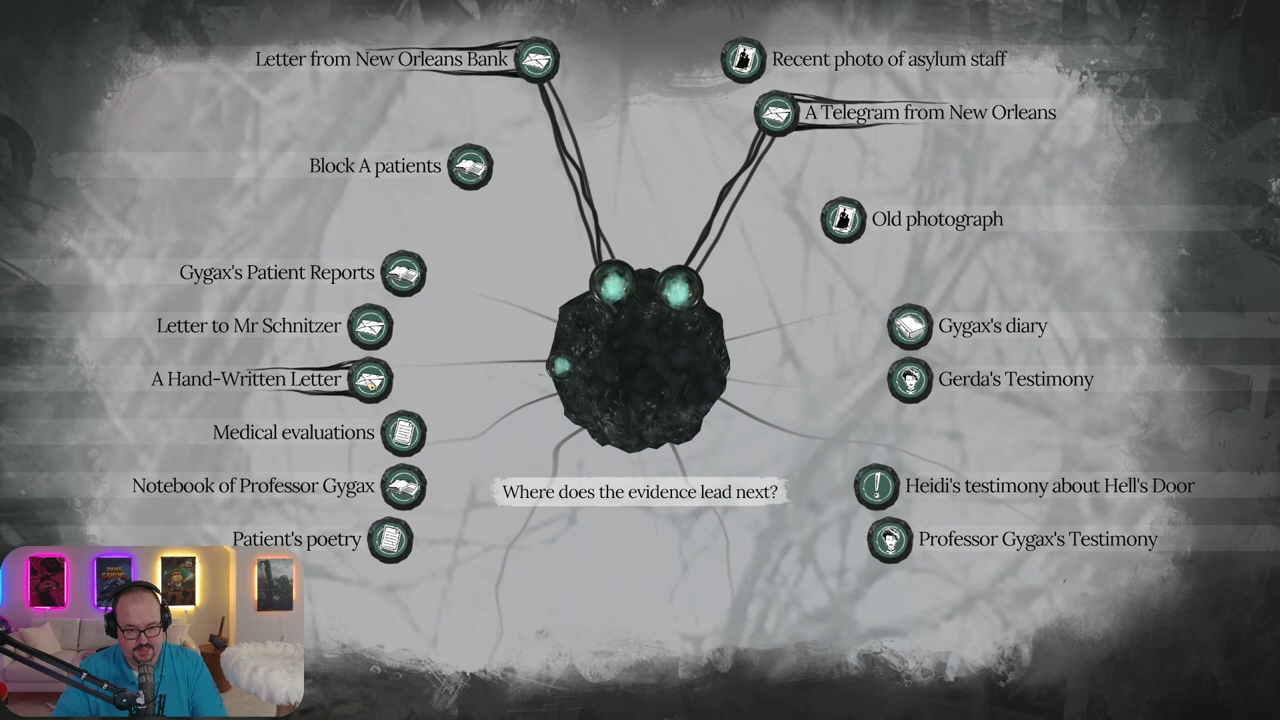 Letter from New Orleans Bank
Recent photo of asylum staff
A Telegram from New Orleans
Block A patients
Old photograph
Gygax's Patient Reports
Letter to Mr Schnitzer
Gygax's diary
A Hand-Written Letter
Gerda's Testimony
Medical evaluations
Notebook of Professor Gygax
Where does the evidence lead next?
Heidi's testimony about Hell's Door
Patient's poetry
Professor Gygax's Testimony